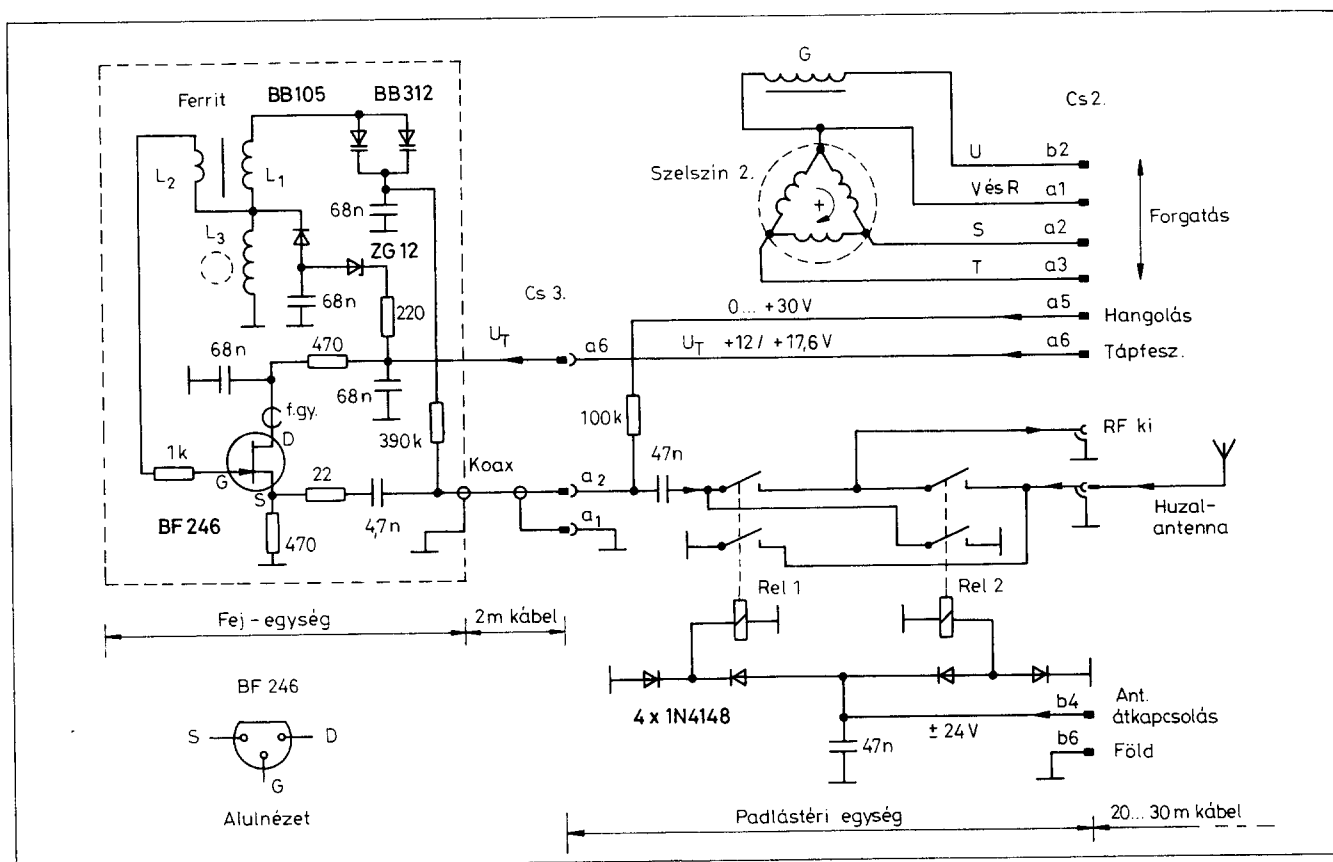 G
Cs 2.
Ferrit
BB105
BB 312
U
b2
L2
L1
Szelszin 2.
V és R
a1
Forgatás
68n
S
a2
L3
ZG 12
T
a3
68n
Cs 3.
0... +30 V
a5
Hangolás
220
UT
a6
UT
+12 / +17,6 V
a6
Tápfesz.
68n
470
68n
f.gy.
100k
RF ki
D
390k
47n
1k
Koax
G
22
a2
S
Huzal-
antenna
BF 246
4,7n
a1
470
Rel 1
Rel 2
Fej - egység
2m kábel
BF 246
4 x 1N4148
b4
Ant.
átkapcsolás
± 24 V
S
D
47n
b6
Föld
G
Alulnézet
Padlástéri egység
20... 30 m kábel